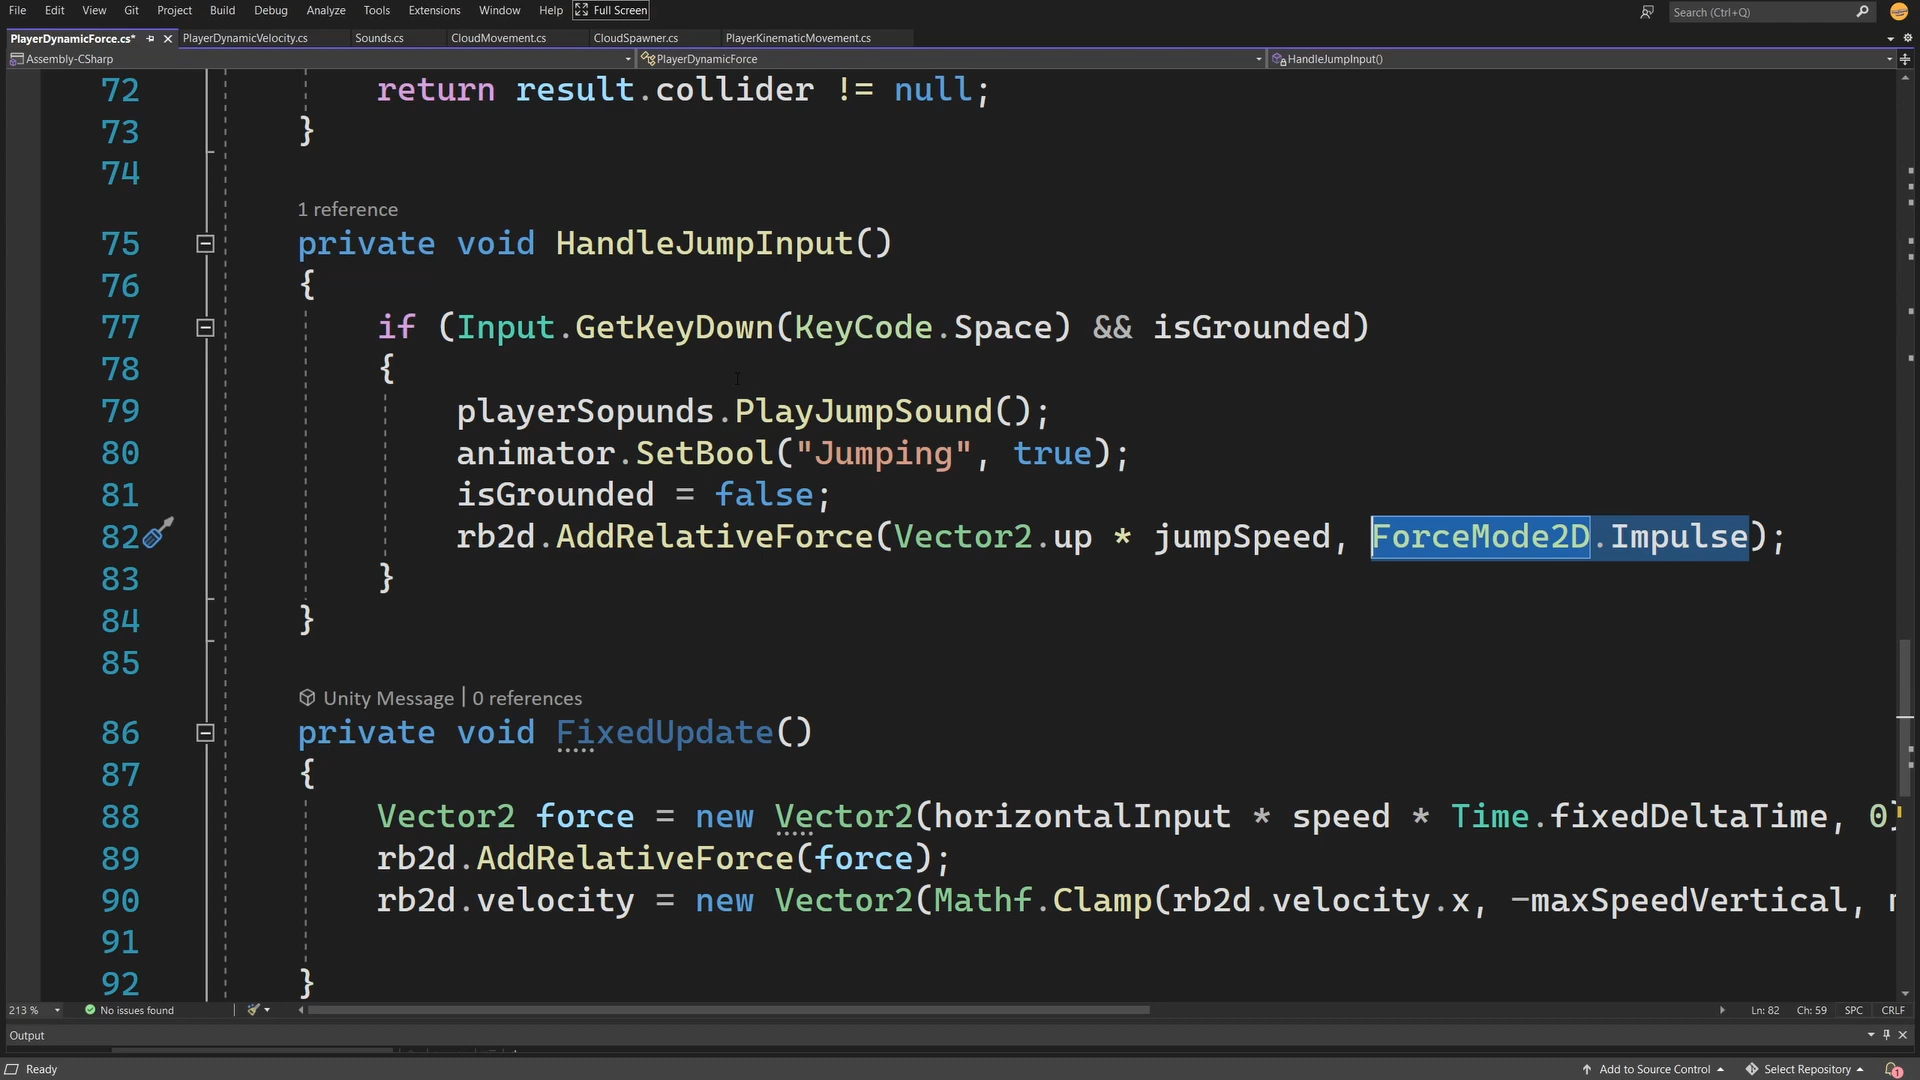 File Edit View Git Project Build Debug Analyze Tools Extensions Window Help Full Screen Search (Ctrl+Q)
PlayerDynamicForce.cs* PlayerDynamicVelocity.cs Sounds.cs CloudMovement.cs CloudSpawner.cs PlayerKinematicMovement.cs
Assembly-CSharp PlayerDynamicForce HandleJumpInput()
72 return result.collider != null;
73 }
74
1 reference
75 private void HandleJumpInput()
76 {
77 if (Input.GetKeyDown(KeyCode.Space) && isGrounded)
78 {
79 playerSopunds.PlayJumpSound();
80 animator.SetBool("Jumping", true);
81 isGrounded = false;
82 rb2d.AddRelativeForce(Vector2.up * jumpSpeed, ForceMode2D.Impulse);
83 }
84 }
85
Unity Message | 0 references
86 private void FixedUpdate()
87 {
88 Vector2 force = new Vector2(horizontalInput * speed * Time.fixedDeltaTime, 0)
89 rb2d.AddRelativeForce(force);
90 rb2d.velocity = new Vector2(Mathf.Clamp(rb2d.velocity.x, -maxSpeedVertical,
91
92 }
213 % No issues found Ln: 82 Ch: 59 SPC CRLF
Output
Ready Add to Source Control Select Repository 1